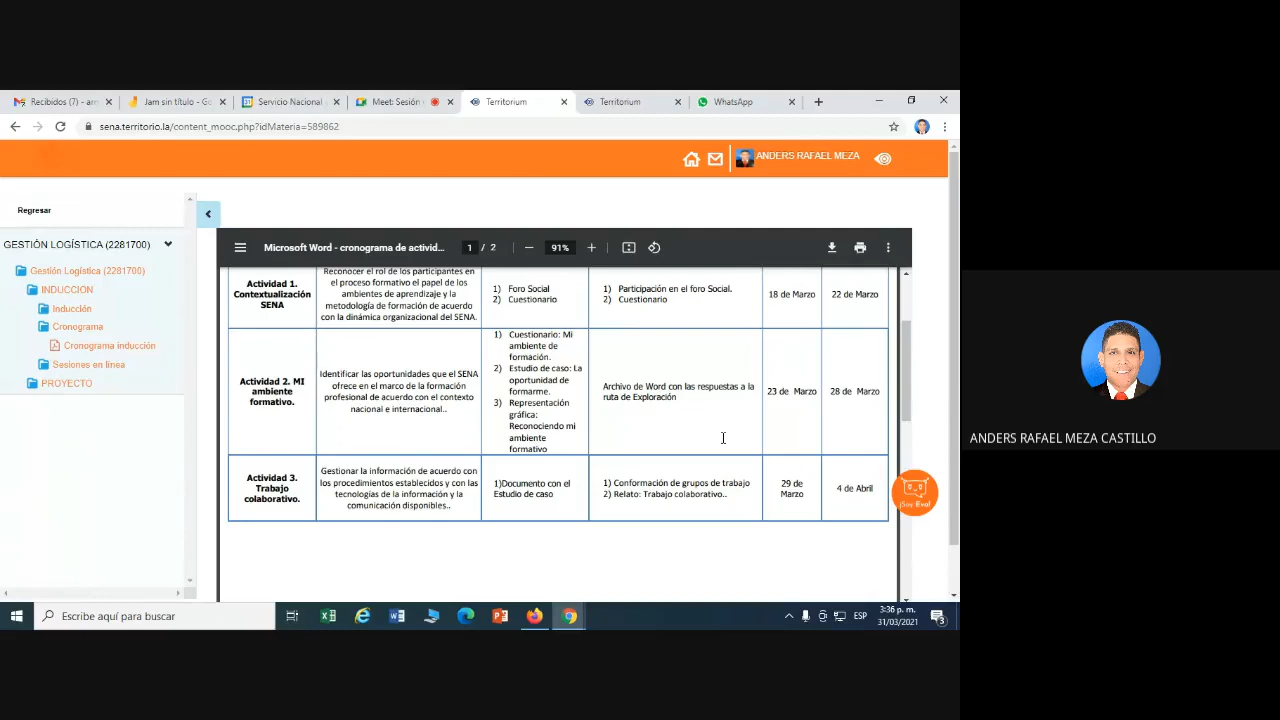 Recibidos (7) - an
Jam sin título - Go
Servicio Nacional
Meet: Sesión
Territorium
Territorium
WhatsApp
sena.territorio.la/content_mooc.php?idMateria=589862
ANDERS RAFAEL MEZA
Regresar
GESTIÓN LOGÍSTICA (2281700)
Gestión Logística (2281700)
INDUCCION
Inducción
Cronograma
Cronograma inducción
Sesiones en línea
PROYECTO
Microsoft Word - cronograma de activid...
1 / 2
91%
Actividad 1.
Contextualización
SENA
Reconocer el rol de los participantes en
el proceso formativo el papel de los
ambientes de aprendizaje y la
metodología de formación de acuerdo
con la dinámica organizacional del SENA.
1) Foro Social
2) Cuestionario
1) Participación en el foro Social.
2) Cuestionario
18 de Marzo
22 de Marzo
Actividad 2. MI
ambiente
formativo.
Identificar las oportunidades que el SENA
ofrece en el marco de la formación
profesional de acuerdo con el contexto
nacional e internacional..
1) Cuestionario: Mi
ambiente de
formación.
2) Estudio de caso: La
oportunidad de
formarme.
3) Representación
gráfica:
Reconociendo mi
ambiente
formativo
Archivo de Word con las respuestas a la
ruta de Exploración
23 de Marzo
28 de Marzo
Actividad 3.
Trabajo
colaborativo.
Gestionar la información de acuerdo con
los procedimientos establecidos y con las
tecnologías de la información y la
comunicación disponibles..
1)Documento con el
Estudio de caso
1) Conformación de grupos de trabajo
2) Relato: Trabajo colaborativo..
29 de
Marzo
4 de Abril
¡Soy Eva!
Escribe aquí para buscar
ESP
3:36 p. m.
31/03/2021
3
ANDERS RAFAEL MEZA CASTILLO